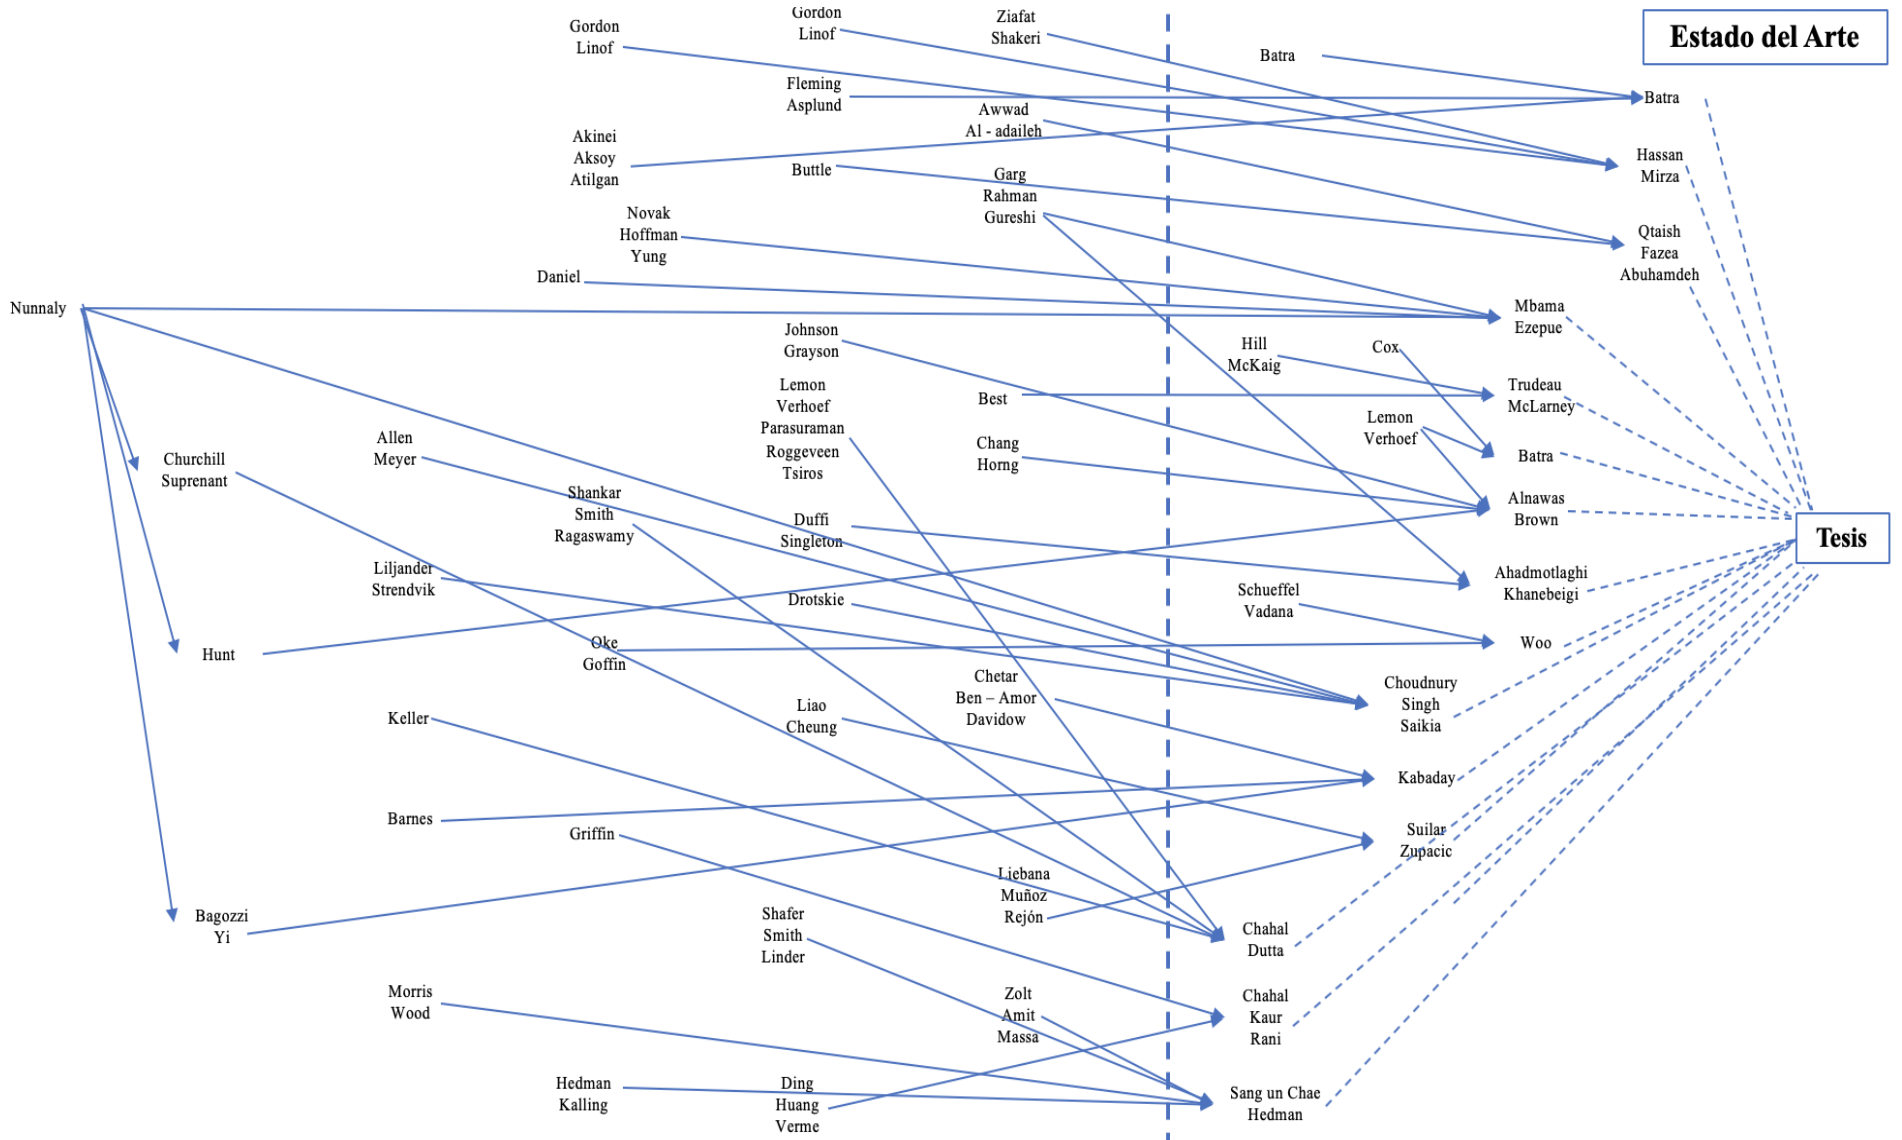 Estado del Arte
Gordon
Linof
Gordon
Linof
Ziafat
Shakeri
Batra
Batra
Fleming
Asplund
Awwad
Al - adaileh
Akinei
Aksoy
Atilgan
Buttle
Garg
Rahman
Gureshi
Hassan
Mirza
Novak
Hoffman
Yung
Qtaish
Fazea
Abuhamdeh
Daniel
Nunnaly
Mbama
Ezepue
Johnson
Grayson
Hill
McKaig
Cox
Lemon
Verhoef
Parasuraman
Roggeveen
Tsiros
Best
Trudeau
McLarney
Lemon
Verhoef
Churchill
Suprenant
Allen
Meyer
Chang
Horng
Batra
Shankar
Smith
Ragaswamy
Duffi
Singleton
Alnawas
Brown
Tesis
Liljander
Strendvik
Drotskie
Schueffel
Vadana
Ahadmotlaghi
Khanebeigi
Hunt
Oke
Goffin
Woo
Keller
Liao
Cheung
Chetar
Ben – Amor
Davidow
Choudnury
Singh
Saikia
Kabaday
Barnes
Griffin
Suilar
Zupacic
Bagozzi
Yi
Shafer
Smith
Linder
Liebana
Muñoz
Rejón
Chahal
Dutta
Morris
Wood
Zolt
Amit
Massa
Chahal
Kaur
Rani
Hedman
Kalling
Ding
Huang
Verme
Sang un Chae
Hedman